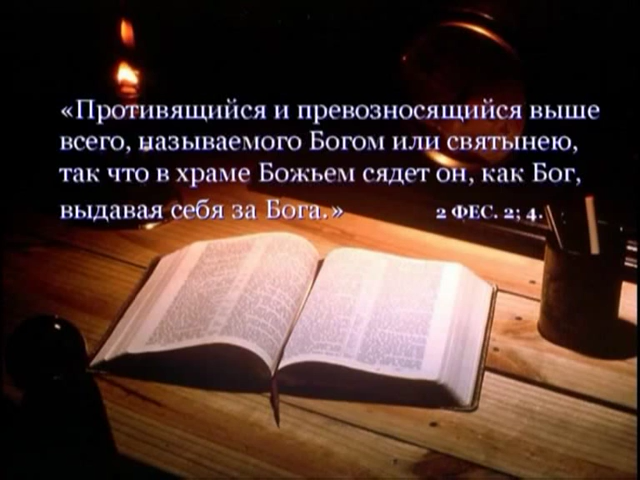 «Противящийся и превозносящийся выше
всего, называемого Богом или святынею,
так что в храме Божьем сядет он, как Бог,
выдавая себя за Бога.» 2 ФЕС. 2; 4.